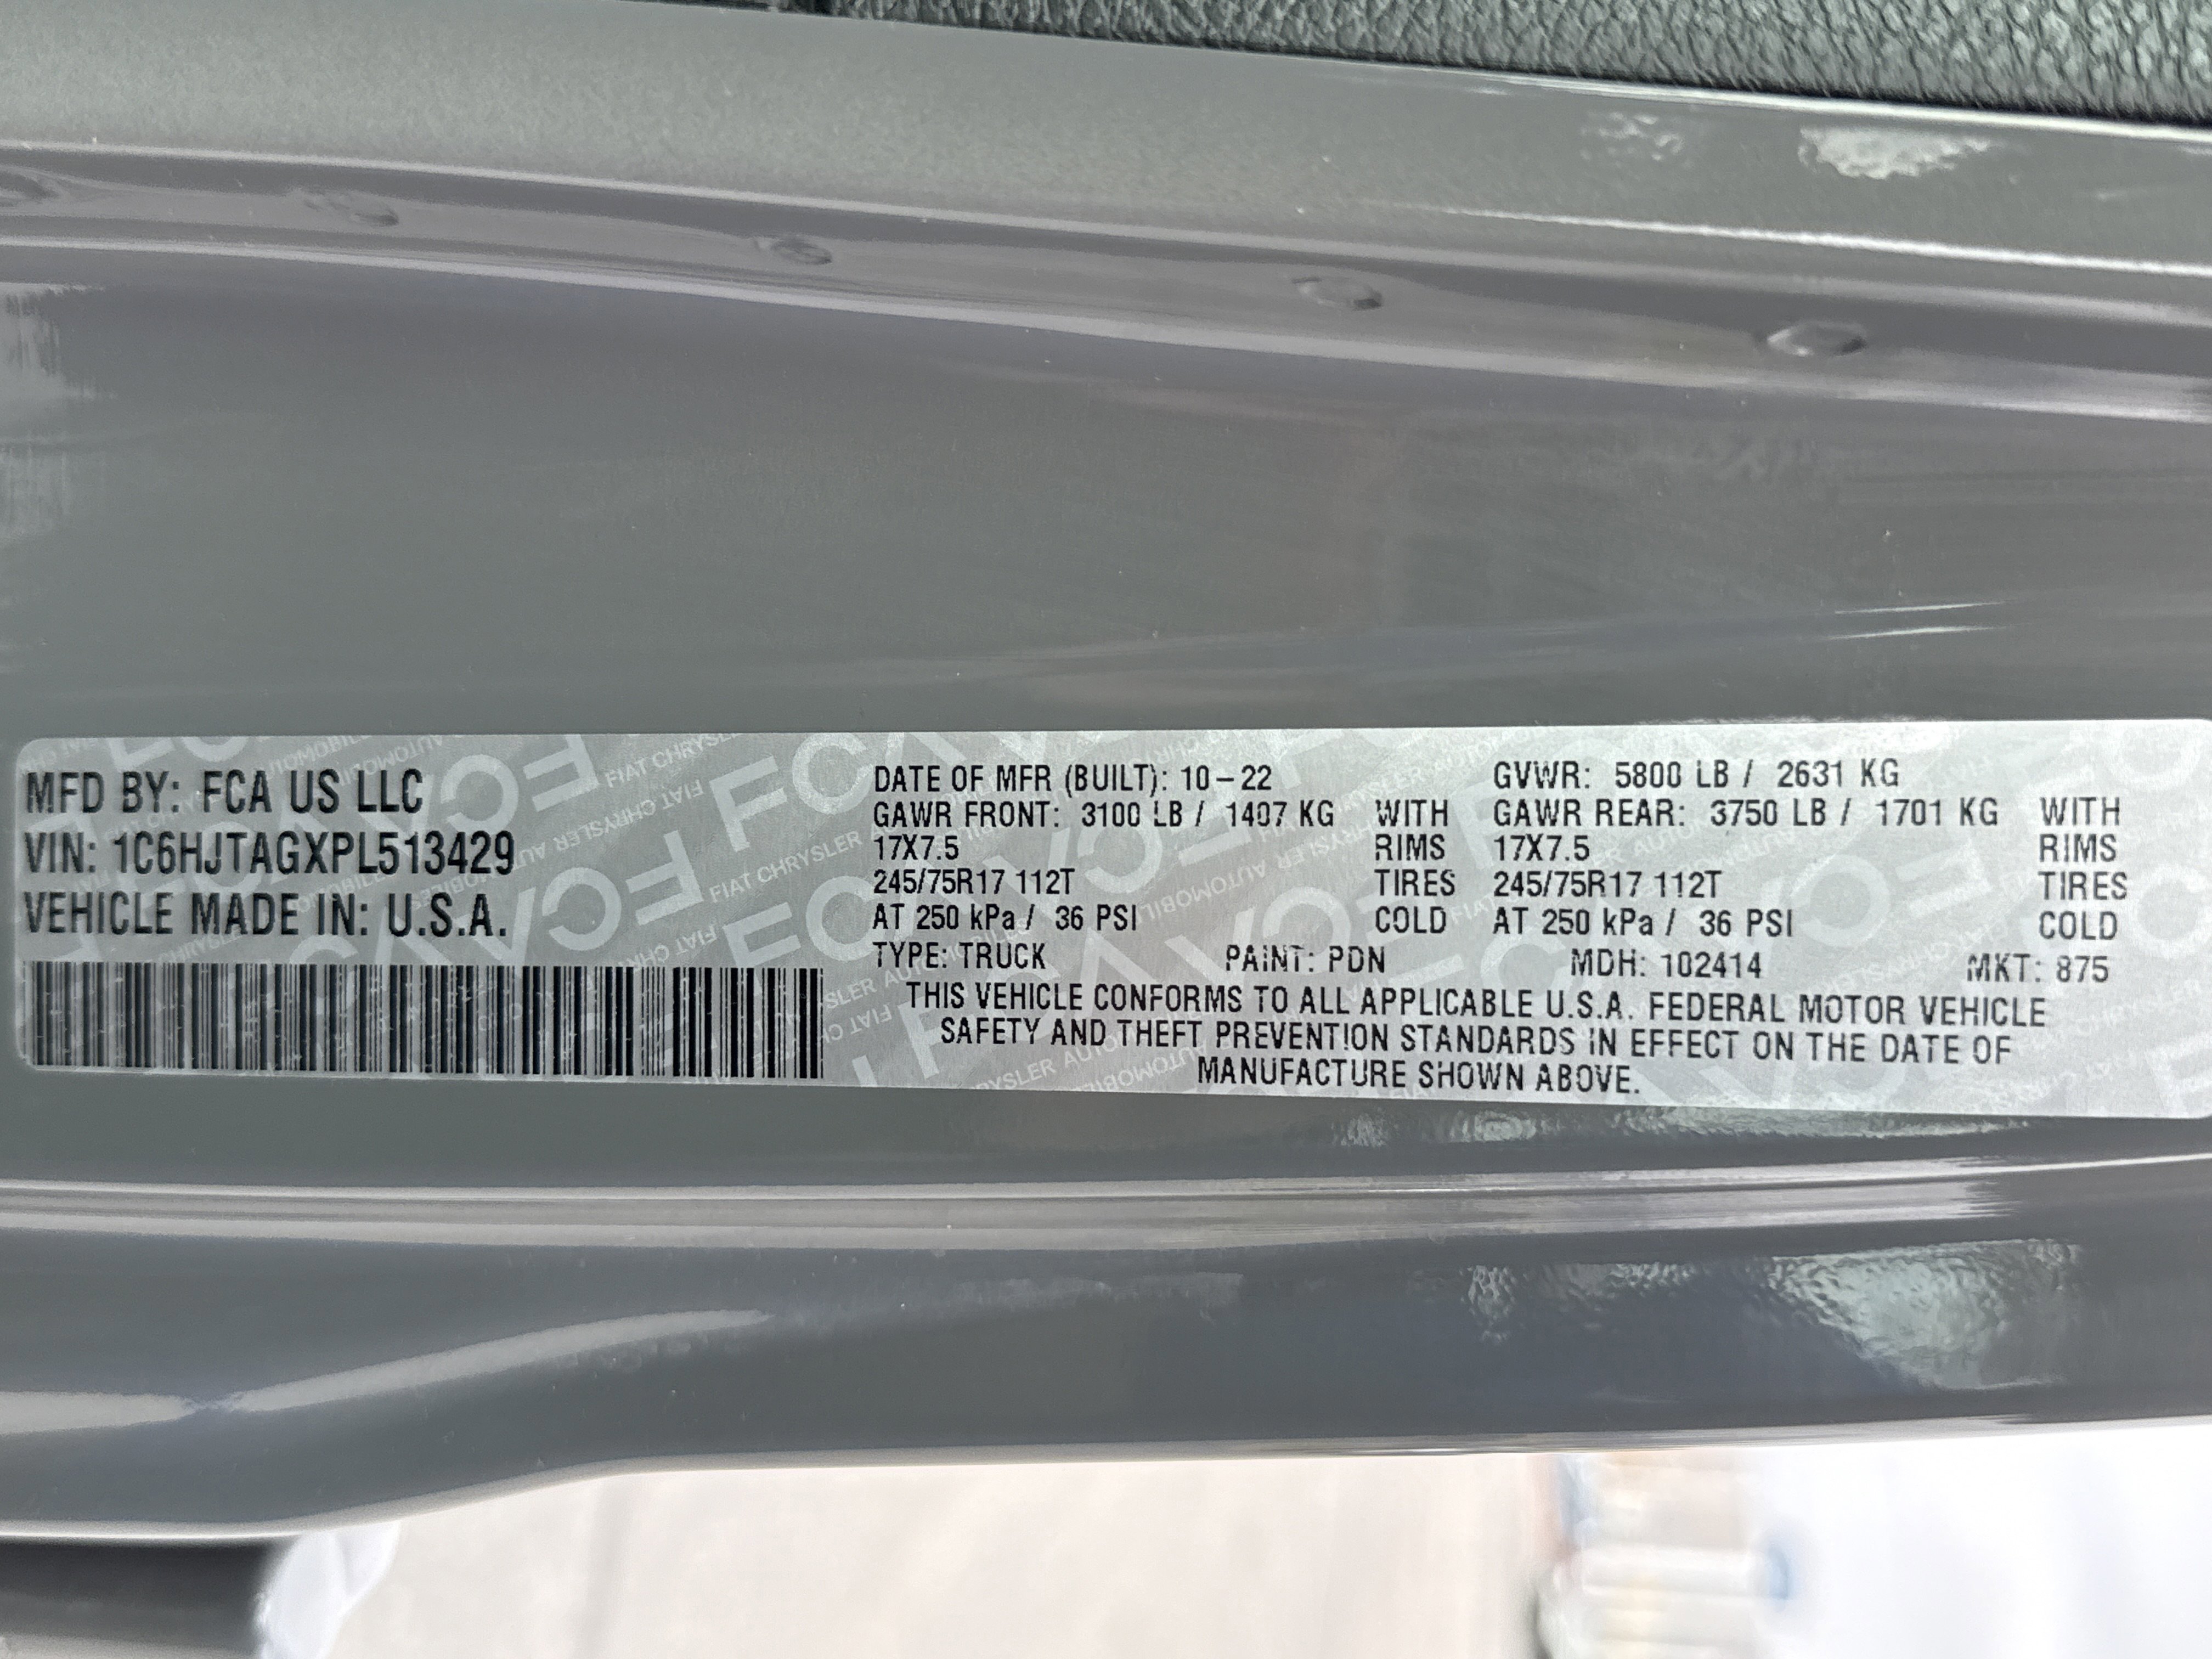 MFD BY: FCA US LLC
VIN: 1C6HJTAGXPL513429
VEHICLE MADE IN: U.S.A.
DATE OF MFR (BUILT): 10-22 GVWR: 5800 LB / 2631 KG
GAWR FRONT: 3100 LB / 1407 KG WITH GAWR REAR: 3750 LB / 1701 KG WITH
17X7.5 RIMS 17X7.5 RIMS
245/75R17 112T TIRES 245/75R17 112T TIRES
AT 250 kPa / 36 PSI COLD AT 250 kPa / 36 PSI COLD
TYPE: TRUCK PAINT: PDN MDH: 102414 MKT: 875
THIS VEHICLE CONFORMS TO ALL APPLICABLE U.S.A. FEDERAL MOTOR VEHICLE
SAFETY AND THEFT PREVENTION STANDARDS IN EFFECT ON THE DATE OF
MANUFACTURE SHOWN ABOVE.